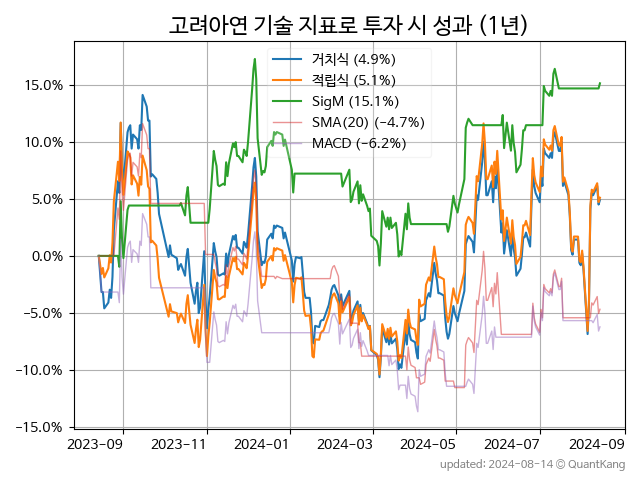 고려아연 기술 지표로 투자 시 성과 (1년)
거치식 (4.9%)
적립식 (5.1%)
SigM (15.1%)
SMA(20) (−4.7%)
MACD (−6.2%)
15.0%
10.0%
5.0%
0.0%
−5.0%
−10.0%
−15.0%
2023-09 2023-11 2024-01 2024-03 2024-05 2024-07 2024-09
updated: 2024-08-14 © QuantKang